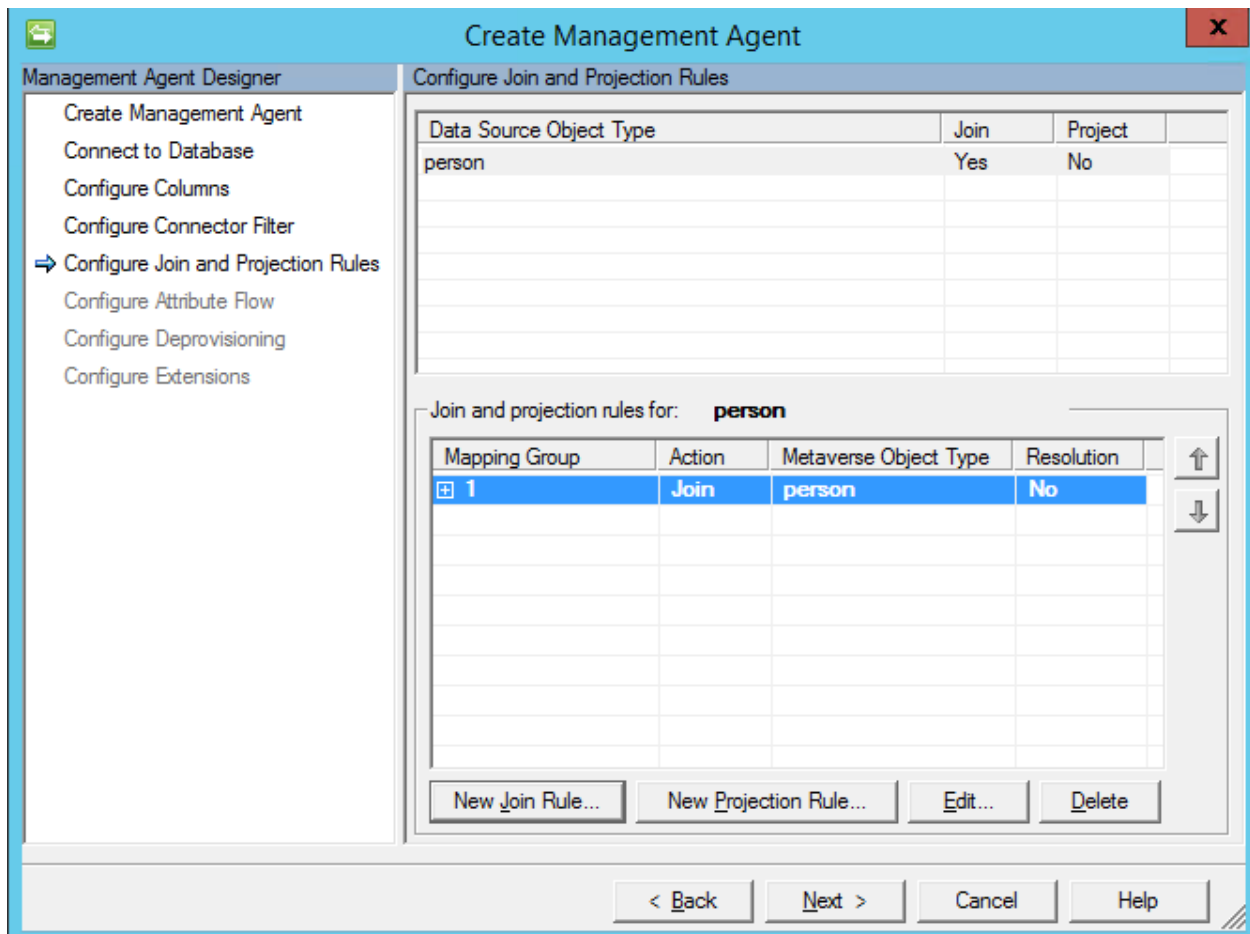 Create Management Agent
x
Management Agent Designer
Create Management Agent
Connect to Database
Configure Columns
Configure Connector Filter
Configure Join and Projection Rules
Configure Attribute Flow
Configure Deprovisioning
Configure Extensions
Configure Join and Projection Rules
Data Source Object Type Join Project
person Yes No
Join and projection rules for: person
Mapping Group Action Metaverse Object Type Resolution
1 Join person No
New Join Rule... New Projection Rule... Edit... Delete
< Back Next > Cancel Help